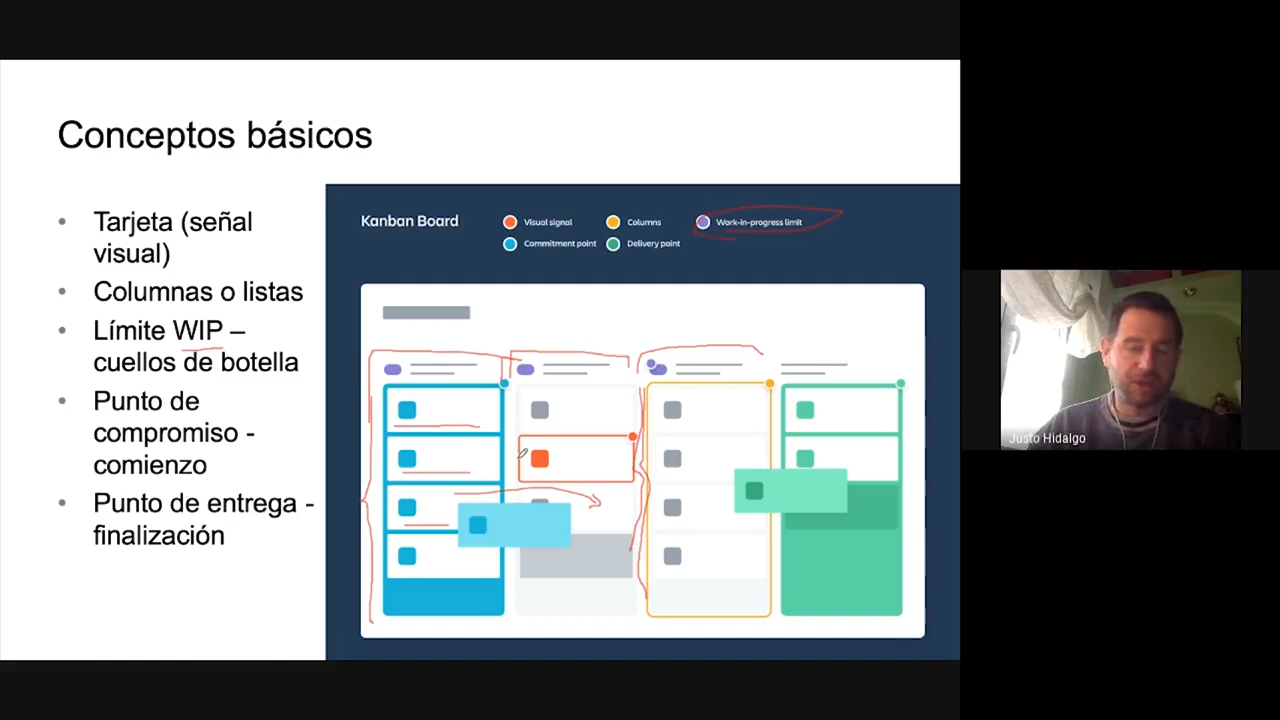 Conceptos básicos
• Tarjeta (señal
visual)
• Columnas o listas
• Límite WIP –
cuellos de botella
• Punto de
compromiso -
comienzo
• Punto de entrega -
finalización
Kanban Board
Visual signal
Columns
Work-in-progress limit
Commitment point
Delivery point
Justo Hidalgo